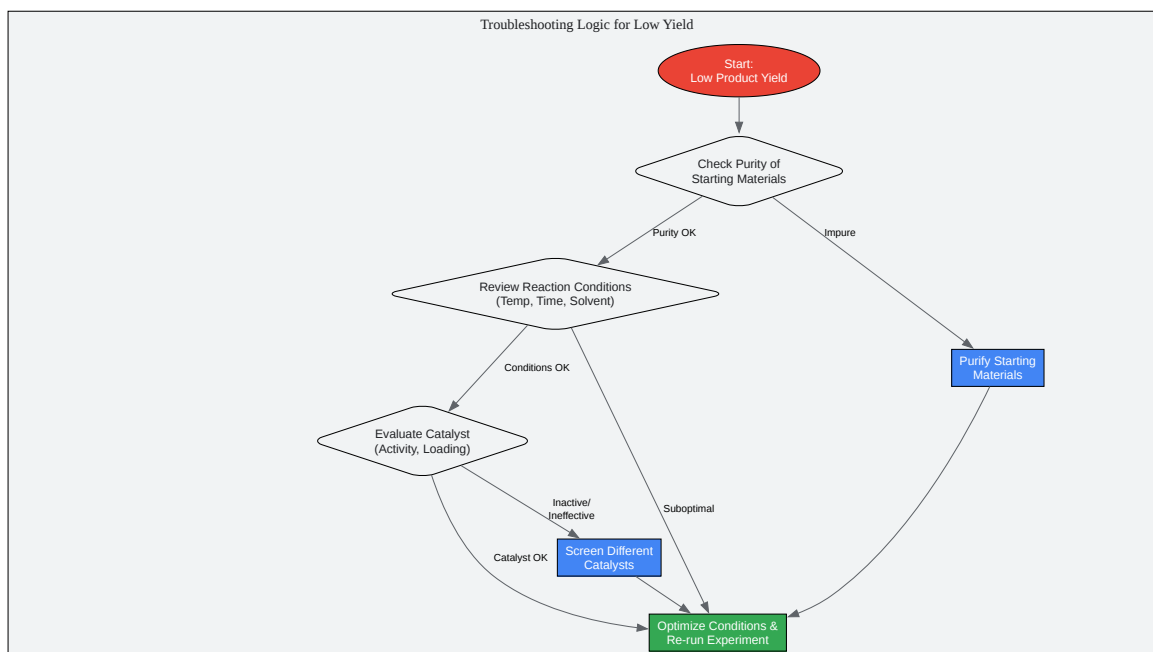 Troubleshooting Logic for Low Yield
Start:
Low Product Yield
Check Purity of
Starting Materials
Purity OK
Impure
Review Reaction Conditions
(Temp, Time, Solvent)
Purify Starting
Materials
Conditions OK
Evaluate Catalyst
(Activity, Loading)
Inactive/
Ineffective
Suboptimal
Catalyst OK
Screen Different
Catalysts
Optimize Conditions &
Re-run Experiment